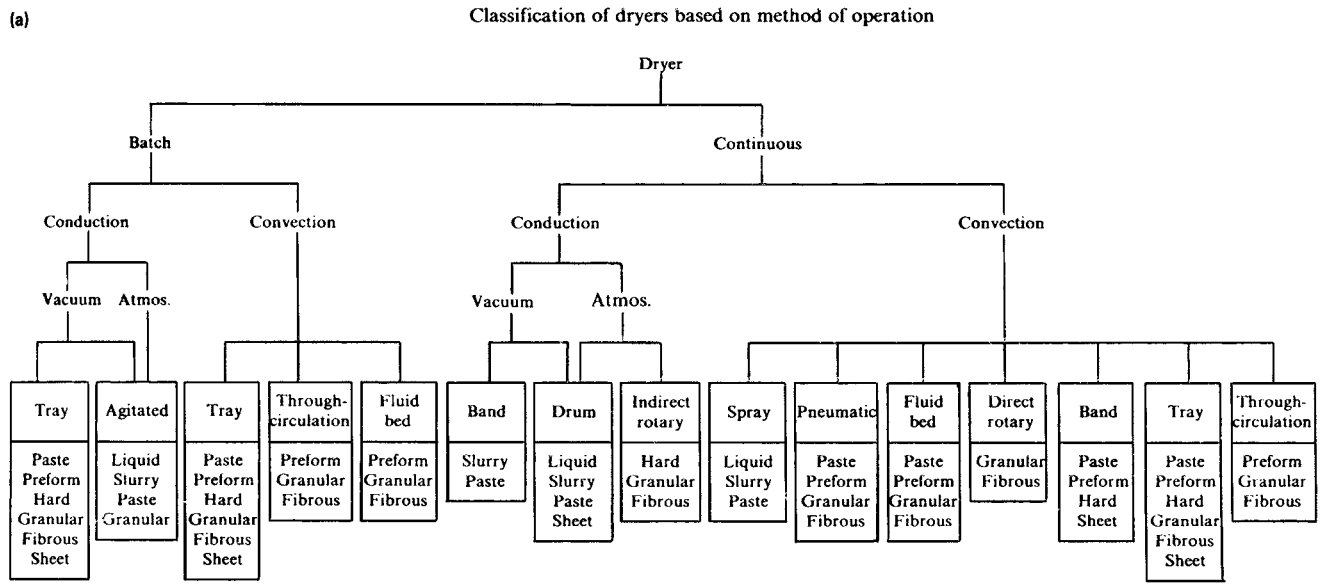 (a)
Classification of dryers based on method of operation
Dryer
Batch
Continuous
Conduction
Convection
Conduction
Convection
Vacuum
Atmos.
Vacuum
Atmos.
Tray
Paste
Preform
Hard
Granular
Fibrous
Sheet
Agitated
Liquid
Slurry
Paste
Granular
Tray
Paste
Preform
Hard
Granular
Fibrous
Sheet
Through-
circulation
Preform
Granular
Fibrous
Fluid
bed
Preform
Granular
Fibrous
Band
Slurry
Paste
Drum
Liquid
Slurry
Paste
Sheet
Indirect
rotary
Hard
Granular
Fibrous
Spray
Liquid
Slurry
Paste
Pneumatic
Paste
Preform
Granular
Fibrous
Fluid
bed
Paste
Preform
Granular
Fibrous
Direct
rotary
Granular
Fibrous
Band
Paste
Preform
Hard
Sheet
Tray
Paste
Preform
Hard
Granular
Fibrous
Sheet
Through-
circulation
Preform
Granular
Fibrous